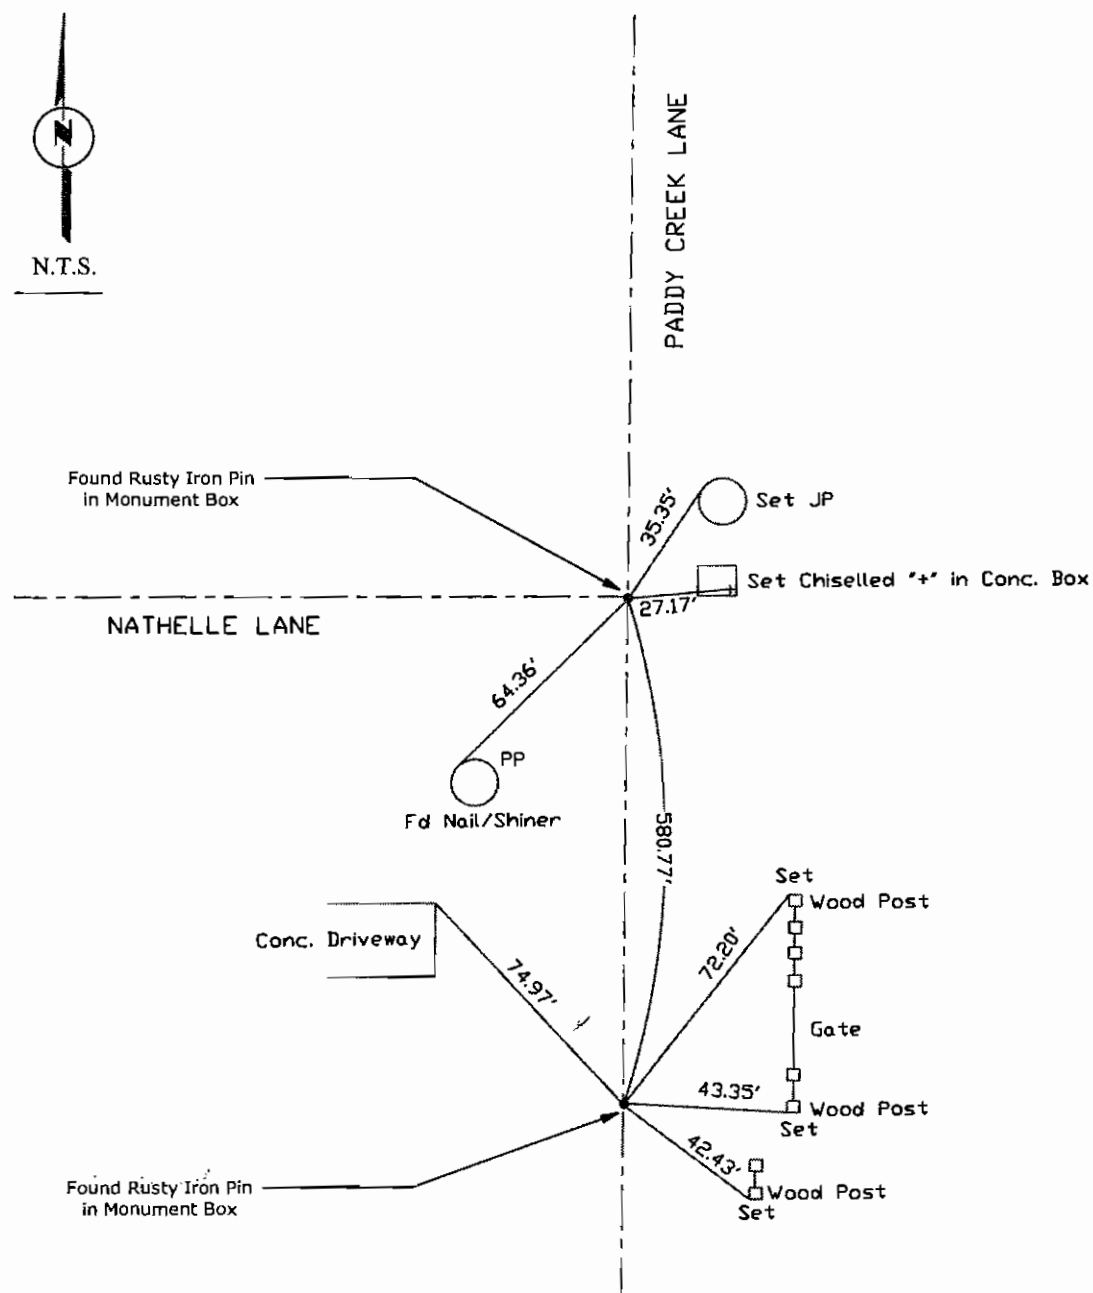 N
N.T.S.
PADDY CREEK LANE
Found Rusty Iron Pin
in Monument Box
35.35'
Set JP
Set Chiselled "+" in Conc. Box
27.17'
NATHELLE LANE
64.36'
PP
Fd Nail/Shiner
580.77'
Set
Wood Post
Conc. Driveway
74.97'
72.20'
Gate
43.35'
Wood Post
Set
42.43'
Found Rusty Iron Pin
in Monument Box
Wood Post
Set